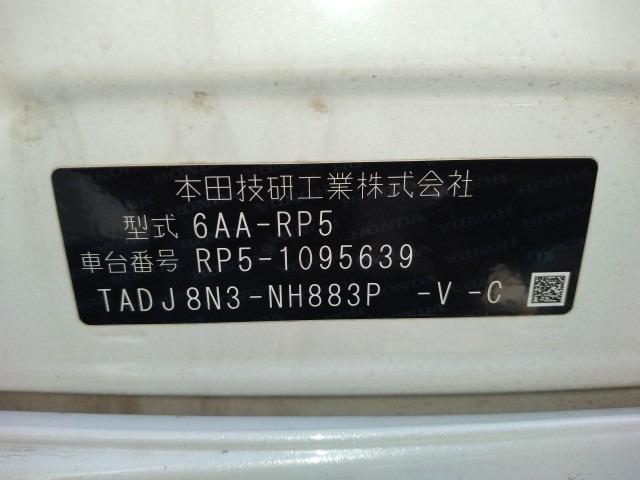 本田技研工業株式会社
型式 6AA-RP5
車台番号 RP5-1095639
TADJ8N3-NH883P -V -C